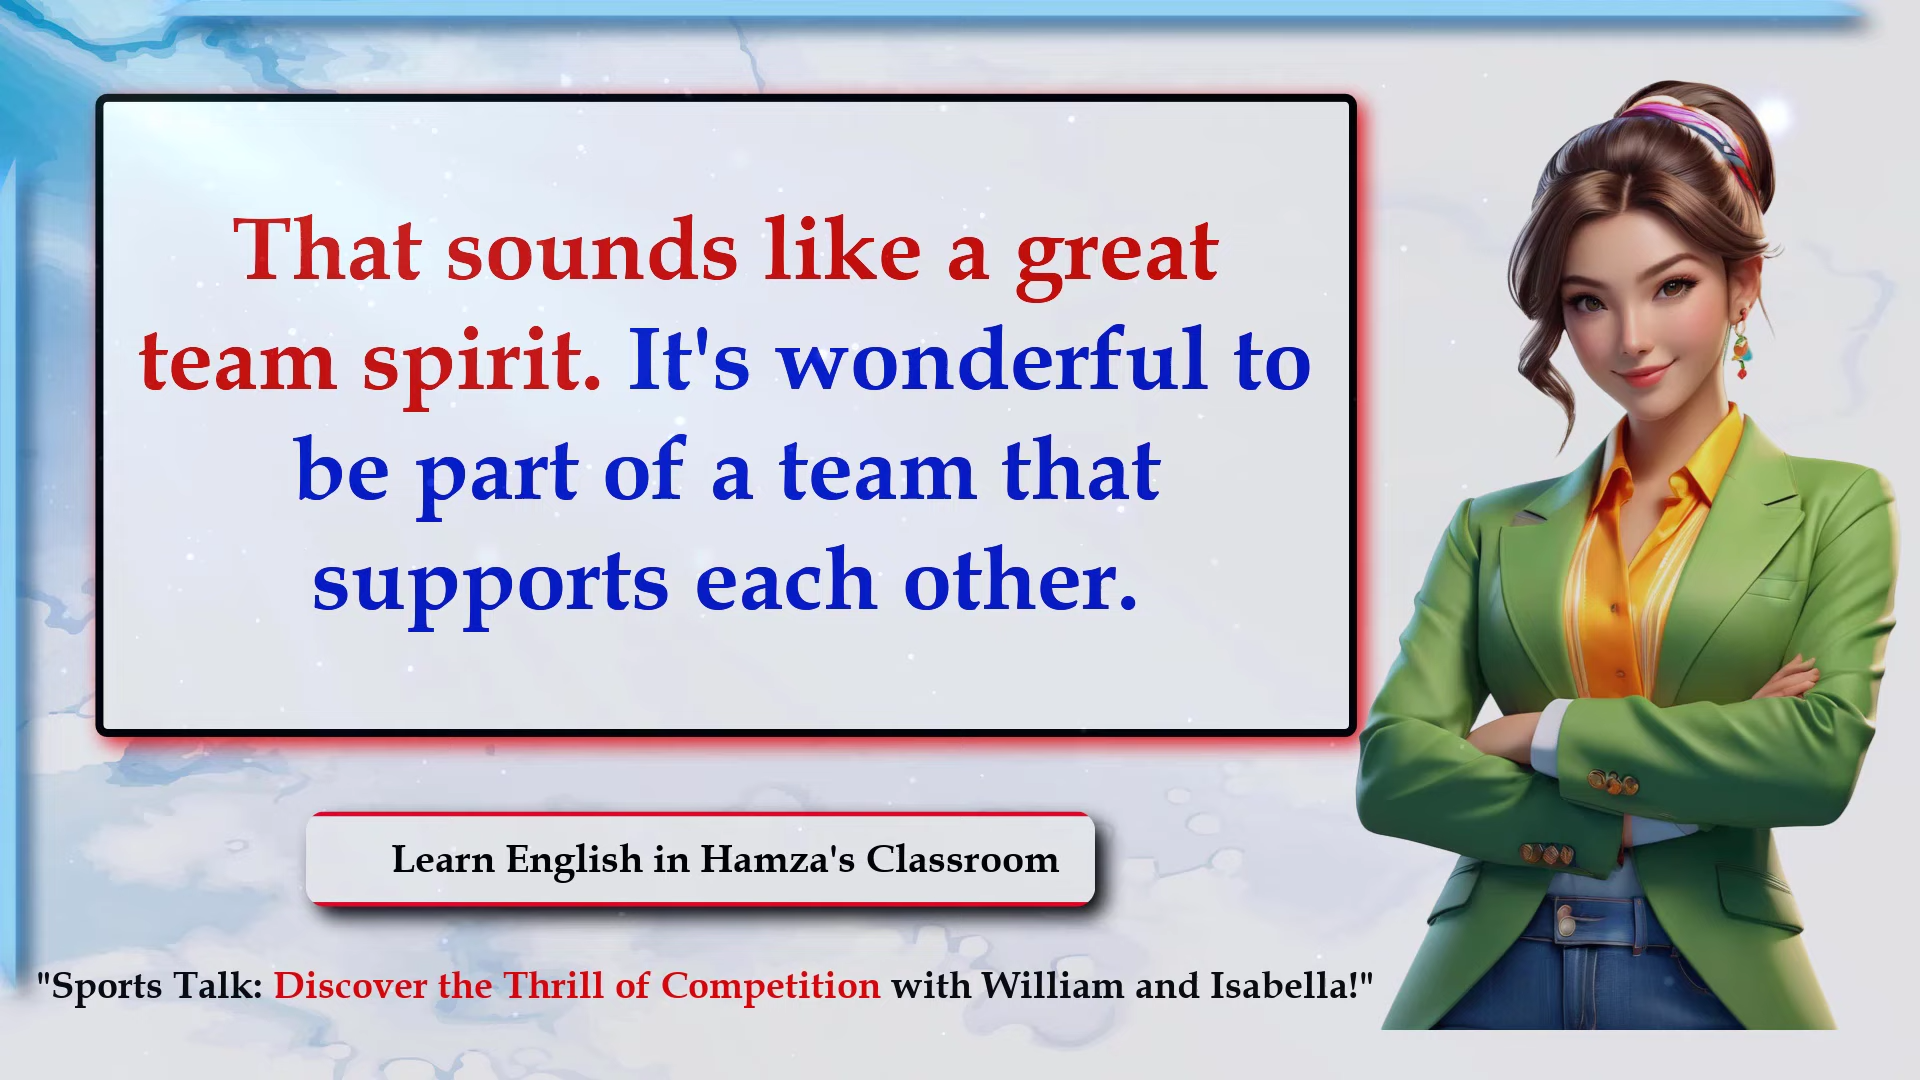 That sounds like a great
team spirit. It's wonderful to
be part of a team that
supports each other.
Learn English in Hamza's Classroom
"Sports Talk: Discover the Thrill of Competition with William and Isabella!"